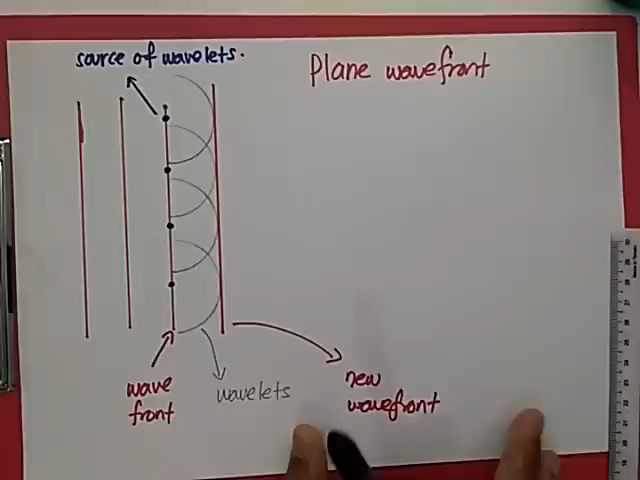 source of wavelets.
Plane wavefront
wave
front
wavelets
new
wavefront